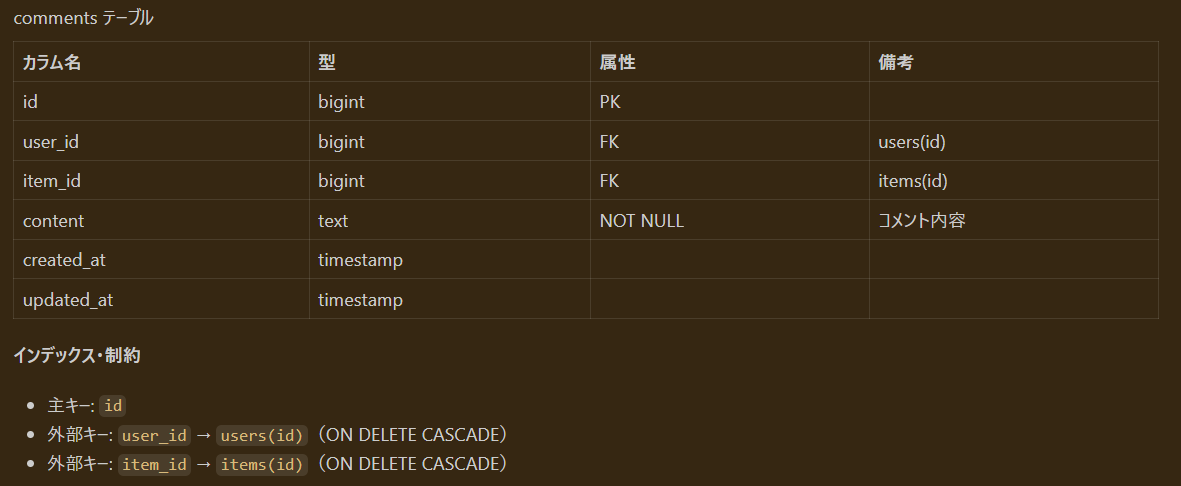 comments テーブル
カラム名 型 属性 備考
id bigint PK
user_id bigint FK users(id)
item_id bigint FK items(id)
content text NOT NULL コメント内容
created_at timestamp
updated_at timestamp
インデックス・制約
• 主キー: id
• 外部キー: user_id → users(id)（ON DELETE CASCADE）
• 外部キー: item_id → items(id)（ON DELETE CASCADE）